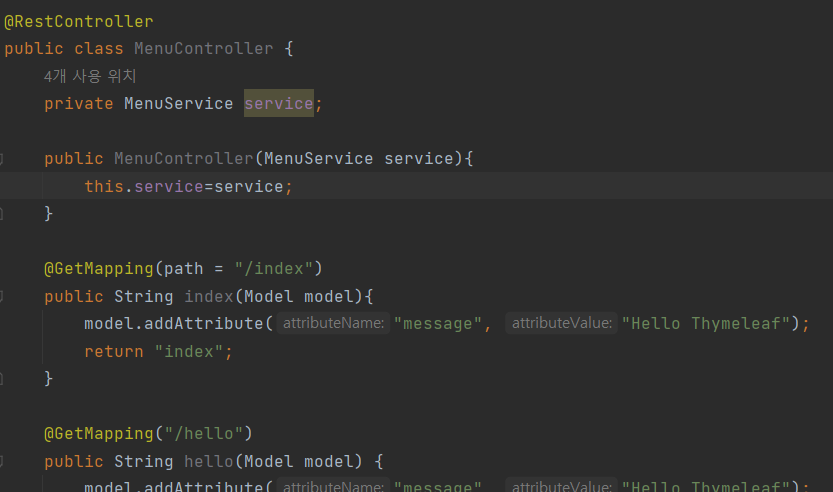 @RestController
public class MenuController {
4개 사용 위치
private MenuService service;
public MenuController(MenuService service){
this.service=service;
}
@GetMapping(path = "/index")
public String index(Model model){
model.addAttribute( attributeName: "message", attributeValue: "Hello Thymeleaf");
return "index";
}
@GetMapping("/hello")
public String hello(Model model) {
model.addAttribute( attributeName: "message", attributeValue: "Hello Thymeleaf");